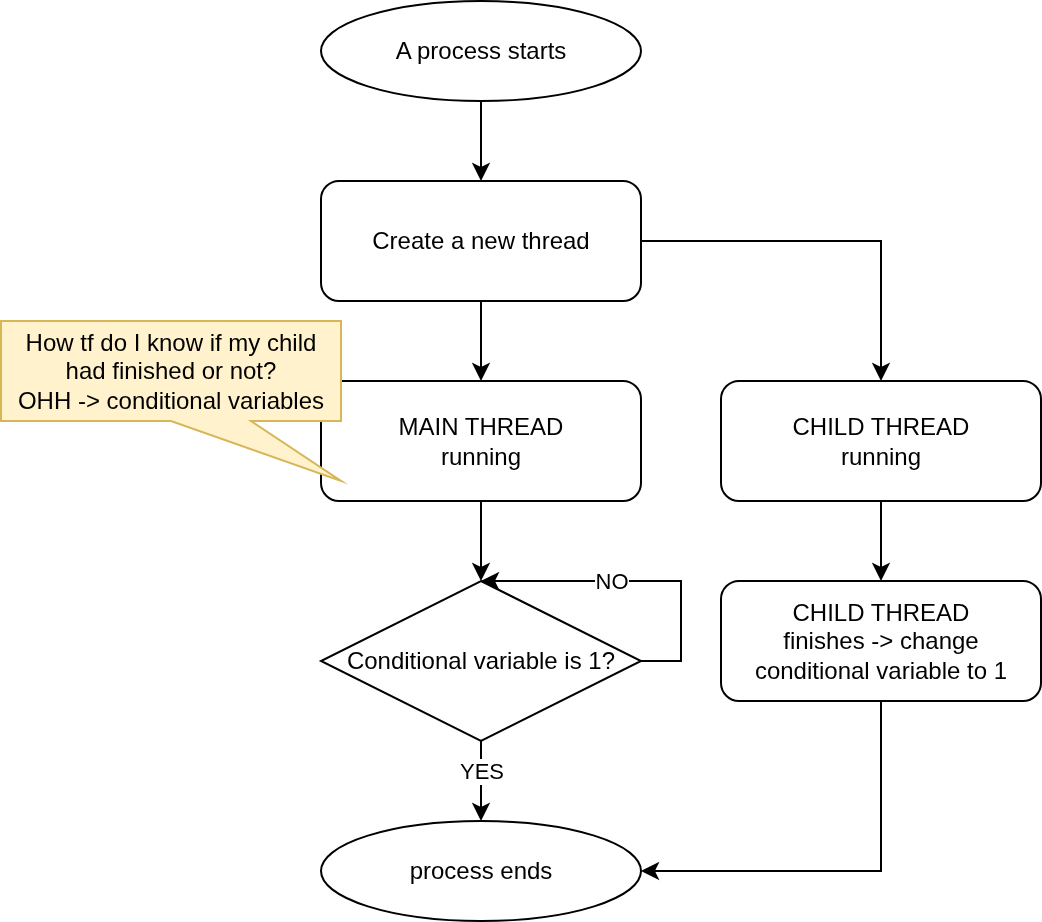 A process starts
Create a new thread
How tf do I know if my child
had finished or not?
OHH -> conditional variables
MAIN THREAD
running
CHILD THREAD
running
NO
Conditional variable is 1?
CHILD THREAD
finishes -> change
conditional variable to 1
YES
process ends